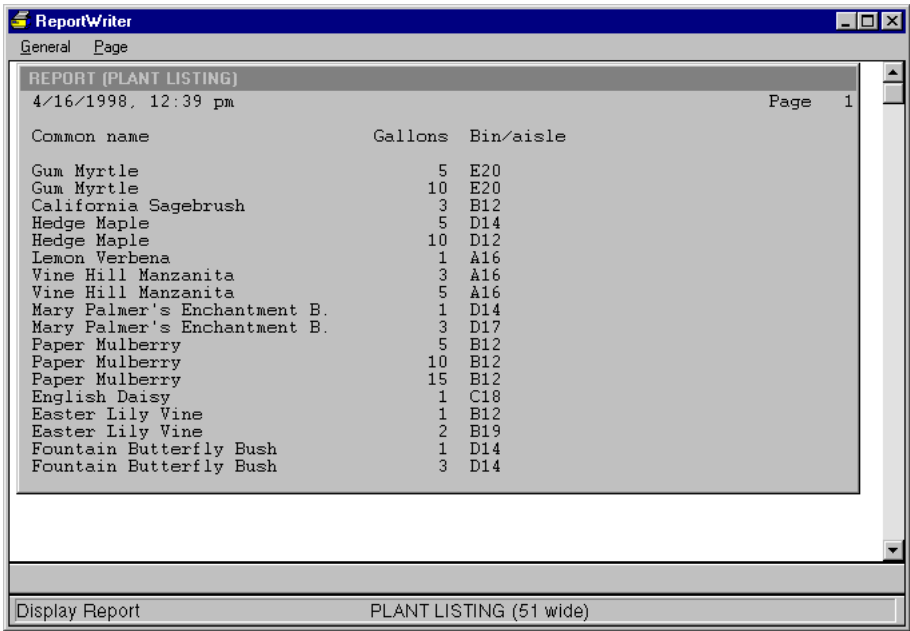 ReportWriter
General Page
REPORT (PLANT LISTING)
4/16/1998, 12:39 pm Page 1
Common name Gallons Bin/aisle
Gum Myrtle 5 E20
Gum Myrtle 10 E20
California Sagebrush 3 B12
Hedge Maple 5 D14
Hedge Maple 10 D12
Lemon Verbena 1 A16
Vine Hill Manzanita 3 A16
Vine Hill Manzanita 5 A16
Mary Palmer's Enchantment B. 1 D14
Mary Palmer's Enchantment B. 3 D17
Paper Mulberry 5 B12
Paper Mulberry 10 B12
Paper Mulberry 15 B12
English Daisy 1 C18
Easter Lily Vine 1 B12
Easter Lily Vine 2 B19
Fountain Butterfly Bush 1 D14
Fountain Butterfly Bush 3 D14
Display Report PLANT LISTING (51 wide)